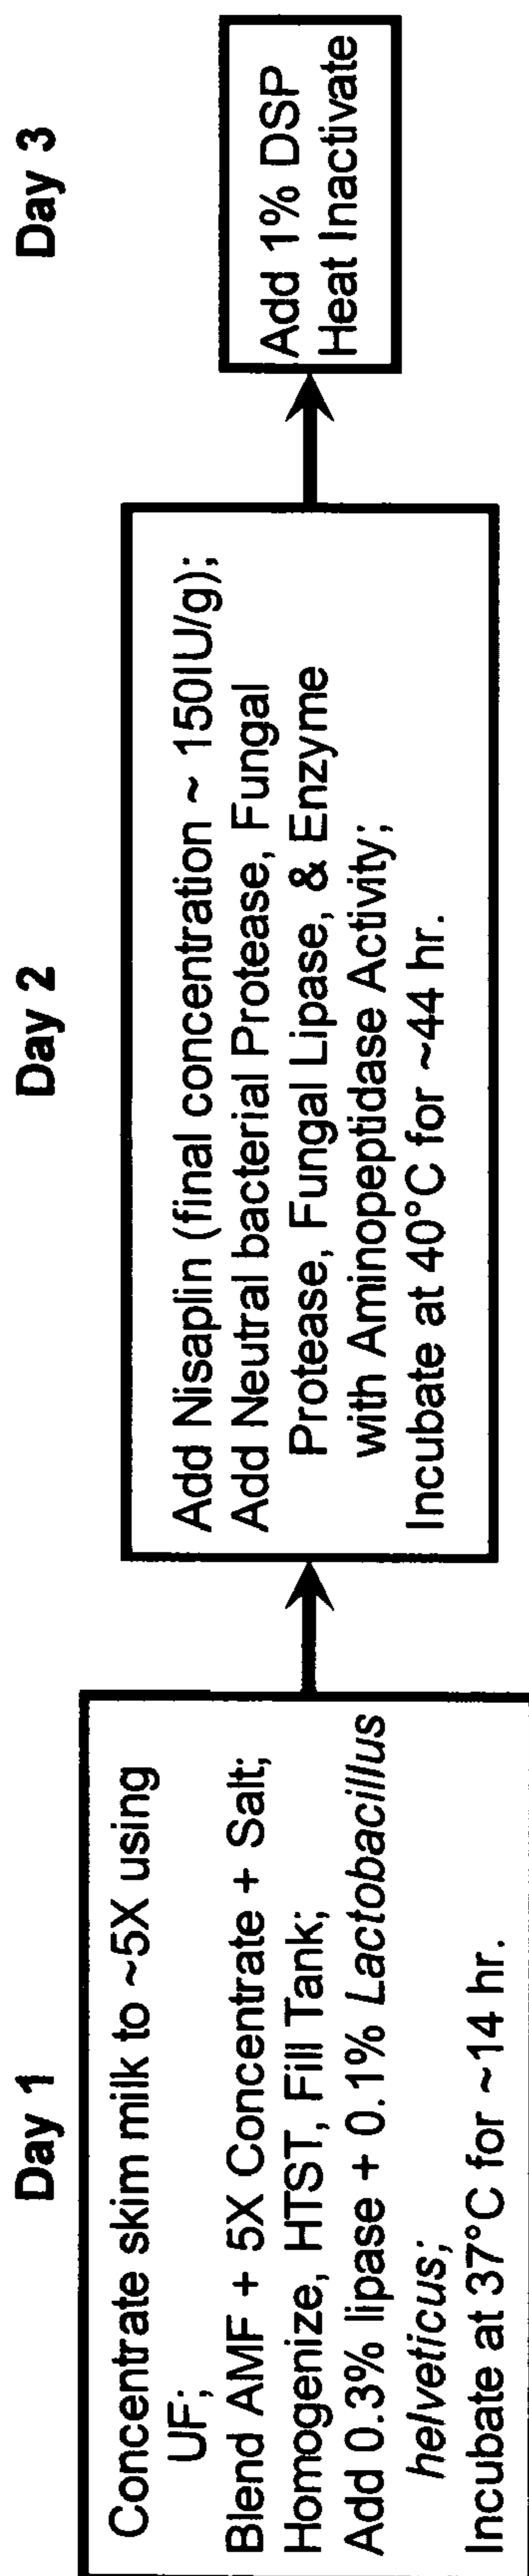 Day 1
Concentrate skim milk to ~5X using
UF;
Blend AMF + 5X Concentrate + Salt;
Homogenize, HTST, Fill Tank;
Add 0.3% lipase + 0.1% Lactobacillus
helveticus;
Incubate at 37°C for ~14 hr.
Day 2
Add Nisaplin (final concentration ~ 150IU/g);
Add Neutral bacterial Protease, Fungal
Protease, Fungal Lipase, & Enzyme
with Aminopeptidase Activity;
Incubate at 40°C for ~44 hr.
Day 3
Add 1% DSP
Heat Inactivate